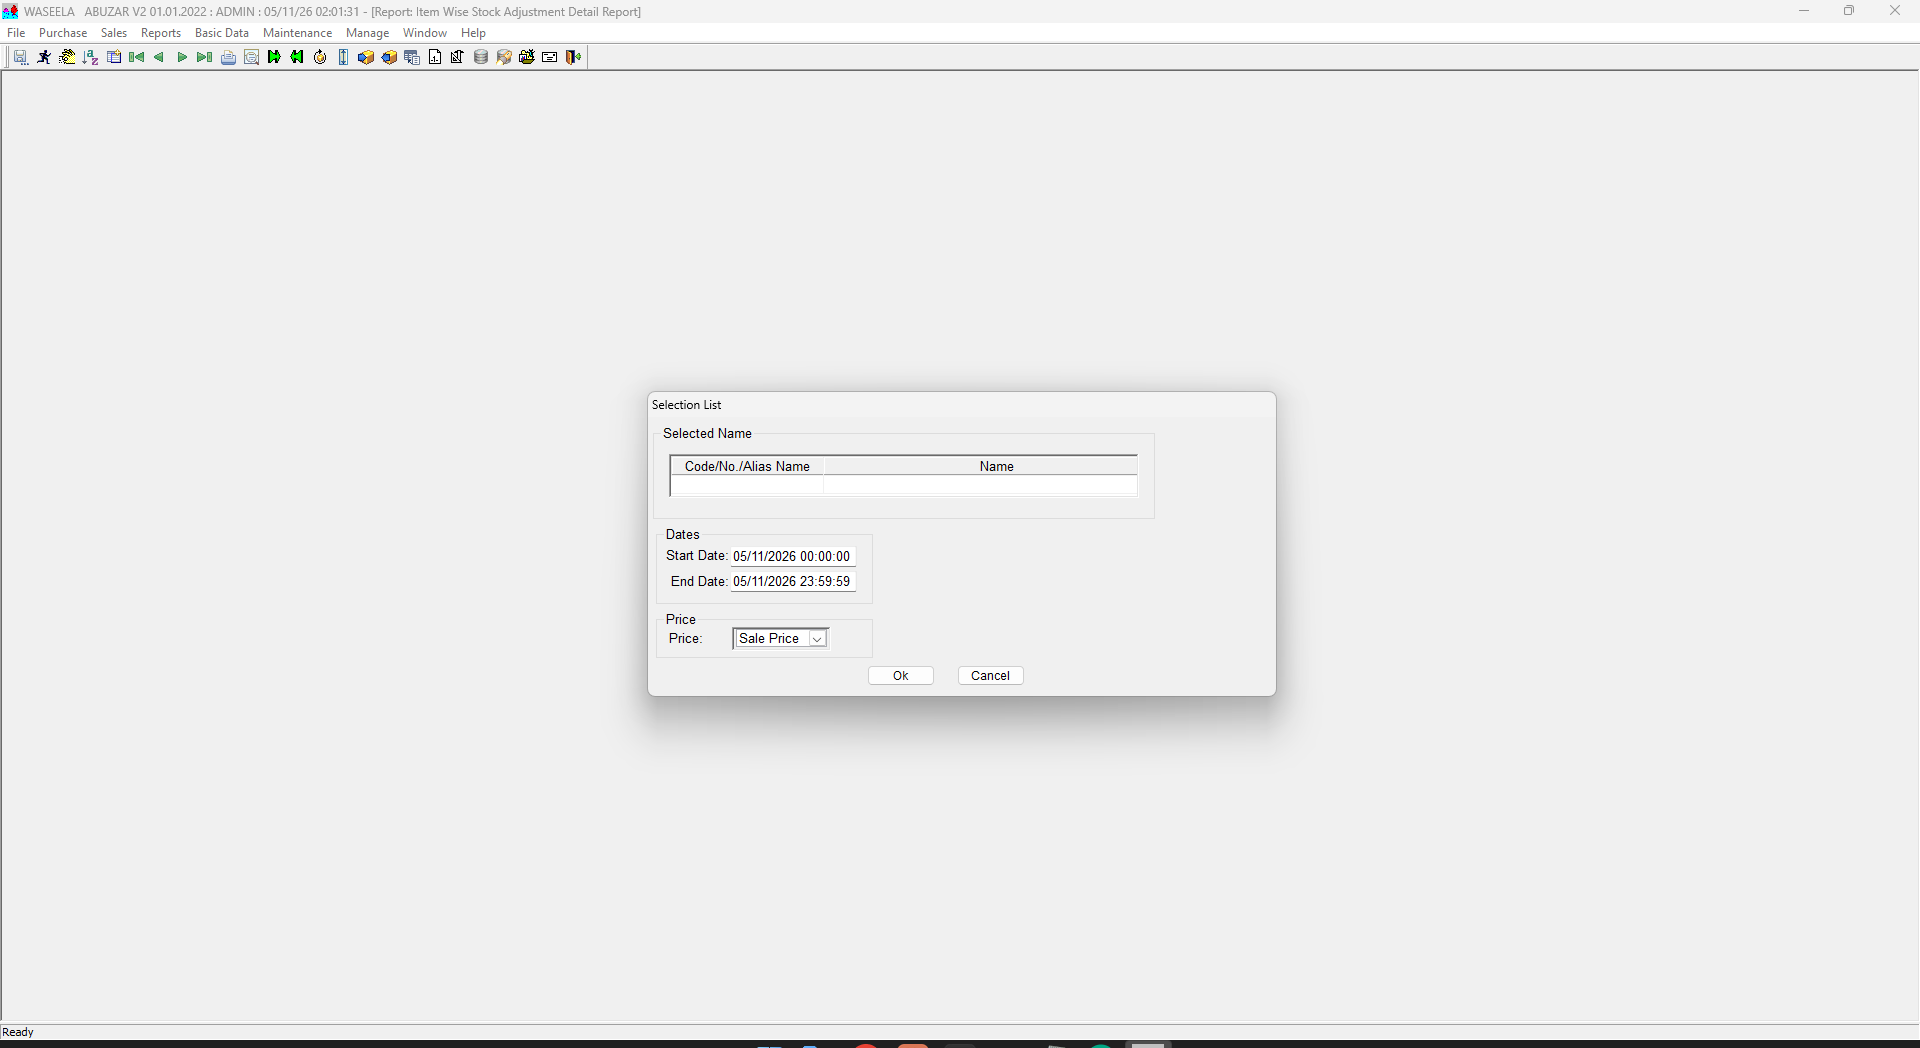 WASEELA   ABUZAR V2 01.01.2022 : ADMIN : 05/11/26 02:01:31 - [Report: Item Wise Stock Adjustment Detail Report]
File Purchase Sales Reports Basic Data Maintenance Manage Window Help
Selection List
Selected Name
Code/No./Alias Name Name
Dates
Start Date: 05/11/2026 00:00:00
End Date: 05/11/2026 23:59:59
Price
Price: Sale Price
Ok Cancel
Ready